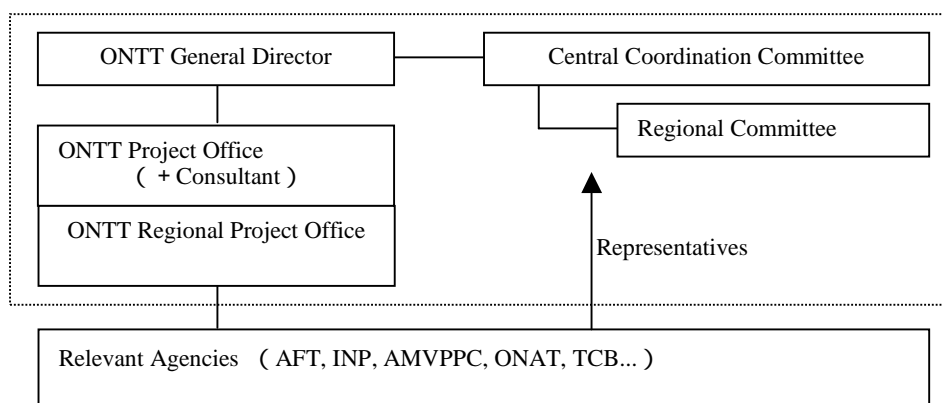 ONTT General Director
Central Coordination Committee
Regional Committee
ONTT Project Office
( + Consultant )
ONTT Regional Project Office
Representatives
Relevant Agencies ( AFT, INP, AMVPPC, ONAT, TCB... )